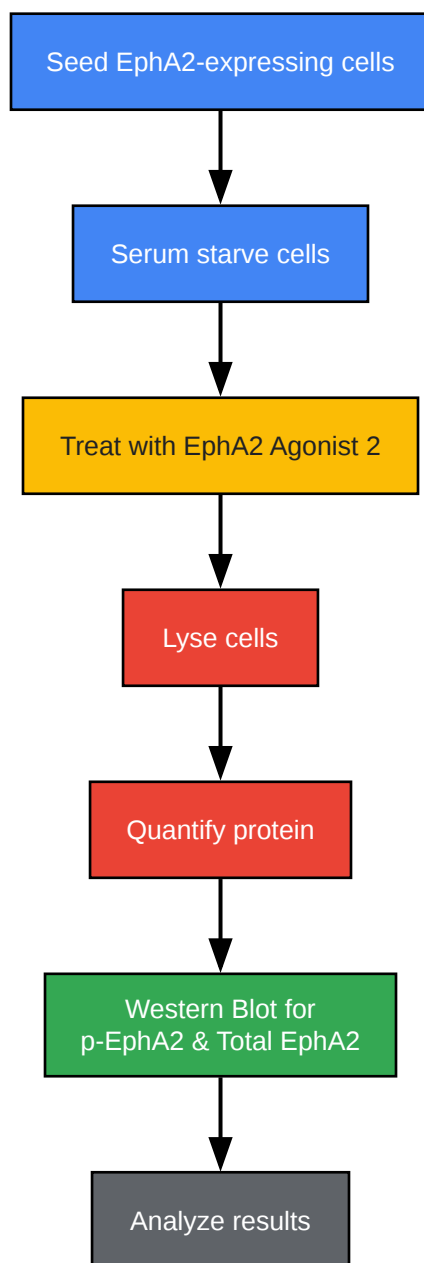 Seed EphA2-expressing cells
Serum starve cells
Treat with EphA2 Agonist 2
Lyse cells
Quantify protein
Western Blot for
p-EphA2 & Total EphA2
Analyze results